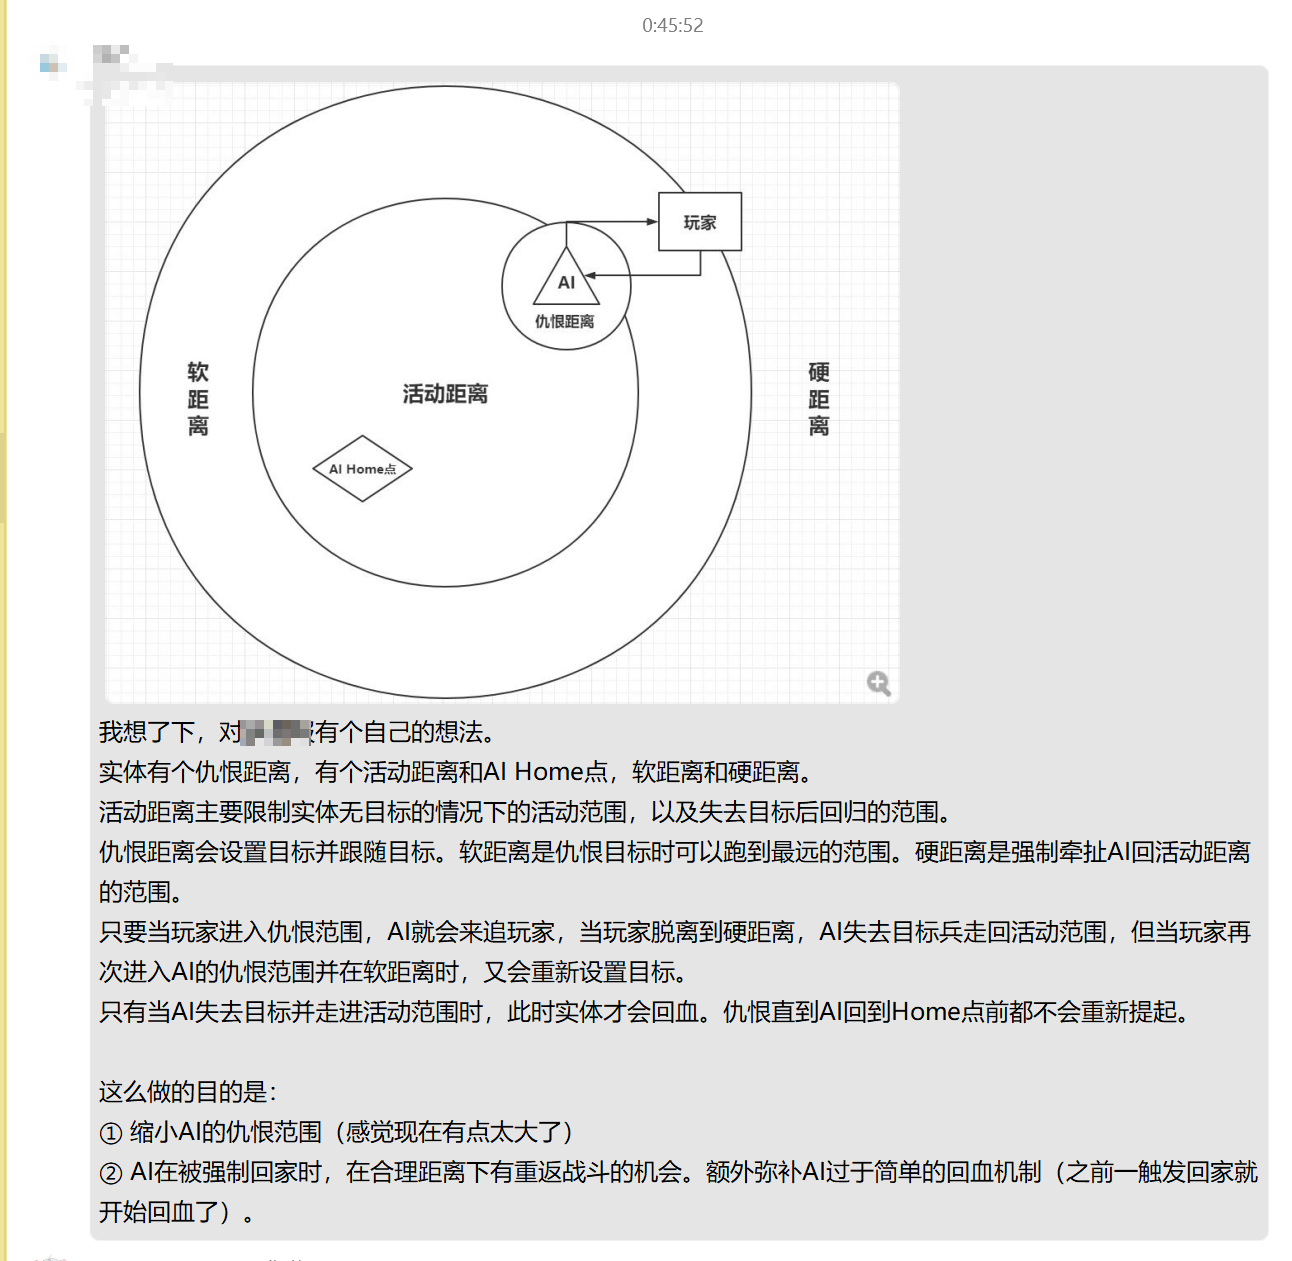 0:45:52
玩家
AI
仇恨距离
软距离
活动距离
硬距离
AI Home点
我想了下，对
有个自己的想法。
实体有个仇恨距离，有个活动距离和AI Home点，软距离和硬距离。
活动距离主要限制实体无目标的情况下的活动范围，以及失去目标后回归的范围。
仇恨距离会设置目标并跟随目标。软距离是仇恨目标时可以跑到最远的范围。硬距离是强制牵扯AI回活动距离
的范围。
只要当玩家进入仇恨范围，AI就会来追玩家，当玩家脱离到硬距离，AI失去目标兵走回活动范围，但当玩家再
次进入AI的仇恨范围并在软距离时，又会重新设置目标。
只有当AI失去目标并走进活动范围时，此时实体才会回血。仇恨直到AI回到Home点前都不会重新提起。
这么做的目的是：
① 缩小AI的仇恨范围（感觉现在有点太大了）
② AI在被强制回家时，在合理距离下有重返战斗的机会。额外弥补AI过于简单的回血机制（之前一触发回家就
开始回血了）。